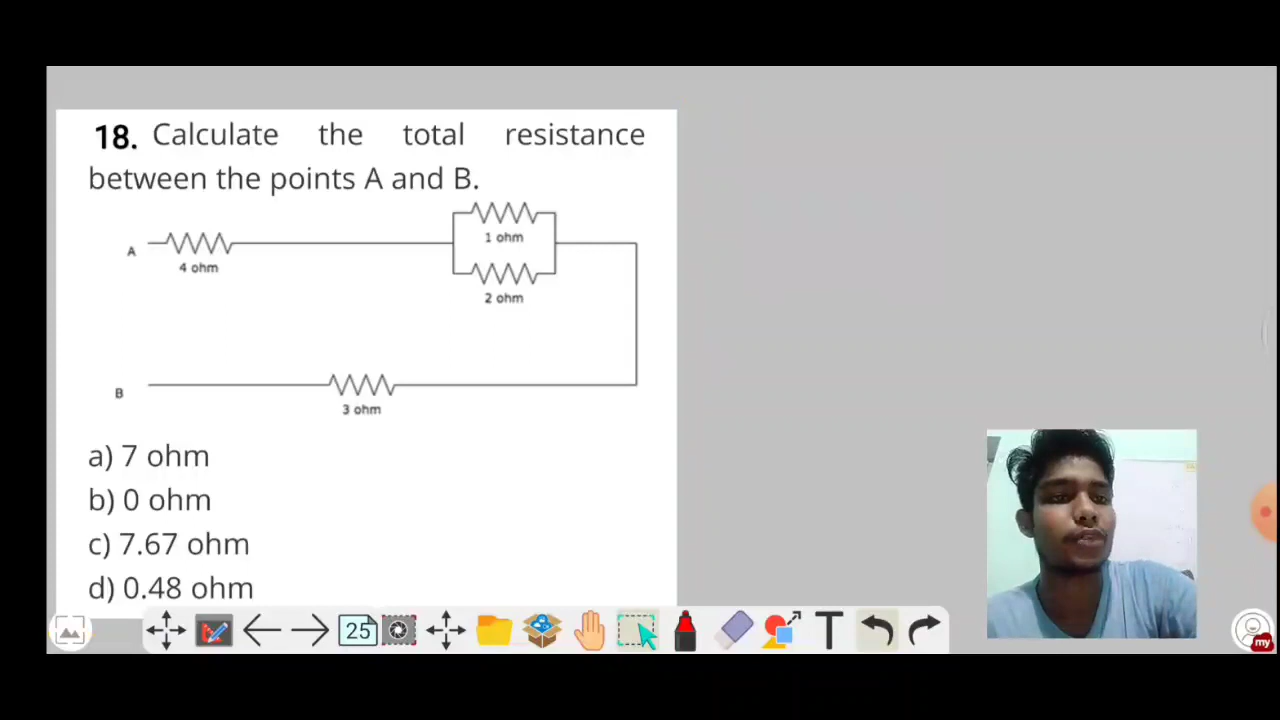 18. Calculate the total resistance
between the points A and B.
1 ohm
A
4 ohm
2 ohm
B
3 ohm
a) 7 ohm
b) 0 ohm
c) 7.67 ohm
d) 0.48 ohm
25
T
my